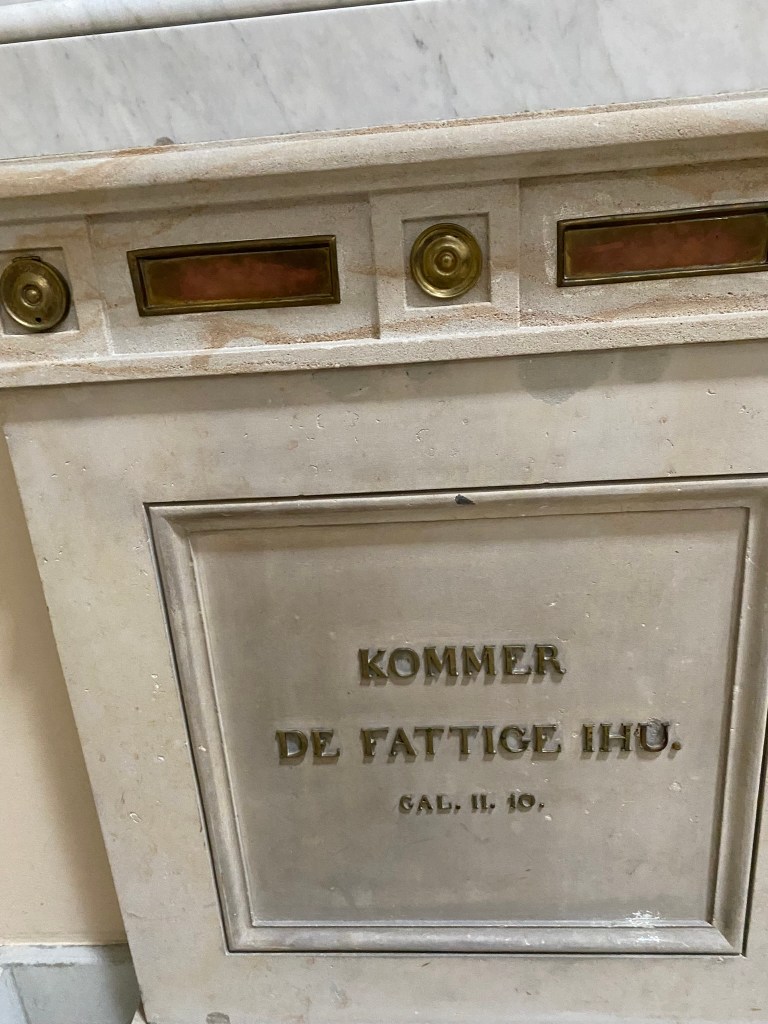 KOMMER
DE FATTIGE IHU.
GAL. II. 10.